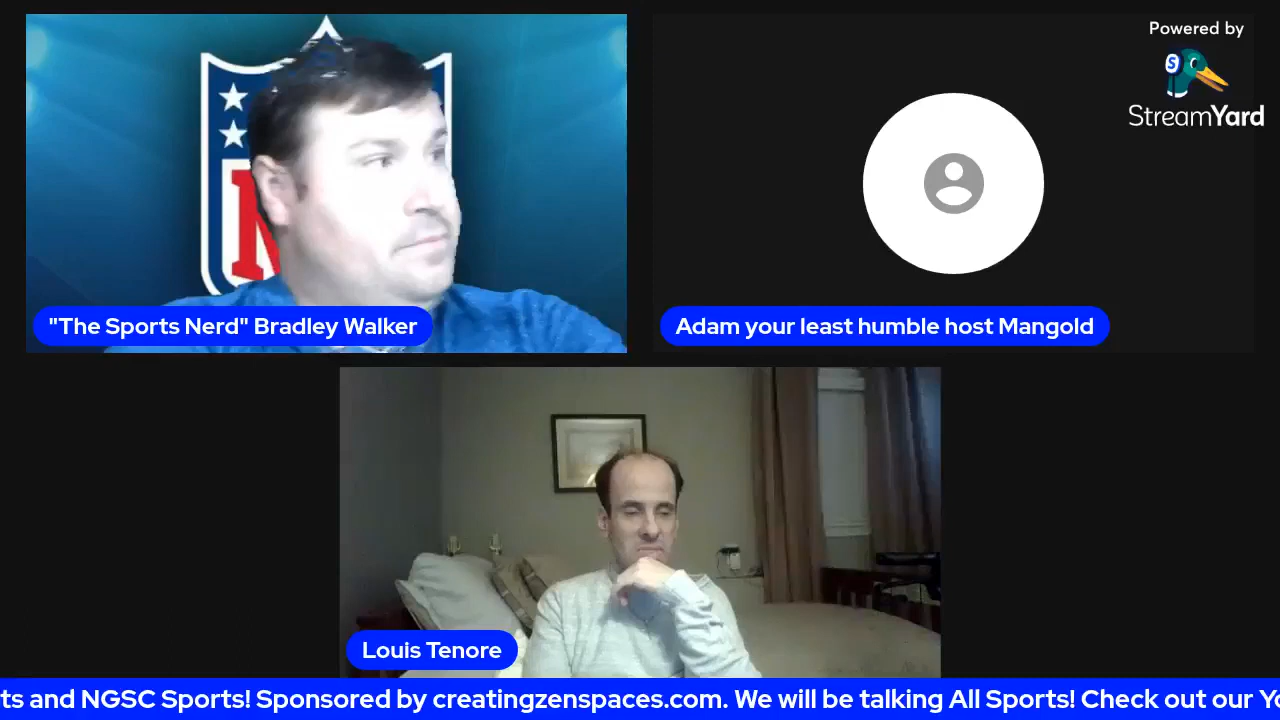 Powered by
StreamYard
"The Sports Nerd" Bradley Walker
Adam your least humble host Mangold
Louis Tenore
ts and NGSC Sports! Sponsored by creatingzenspaces.com. We will be talking All Sports! Check out our Yo